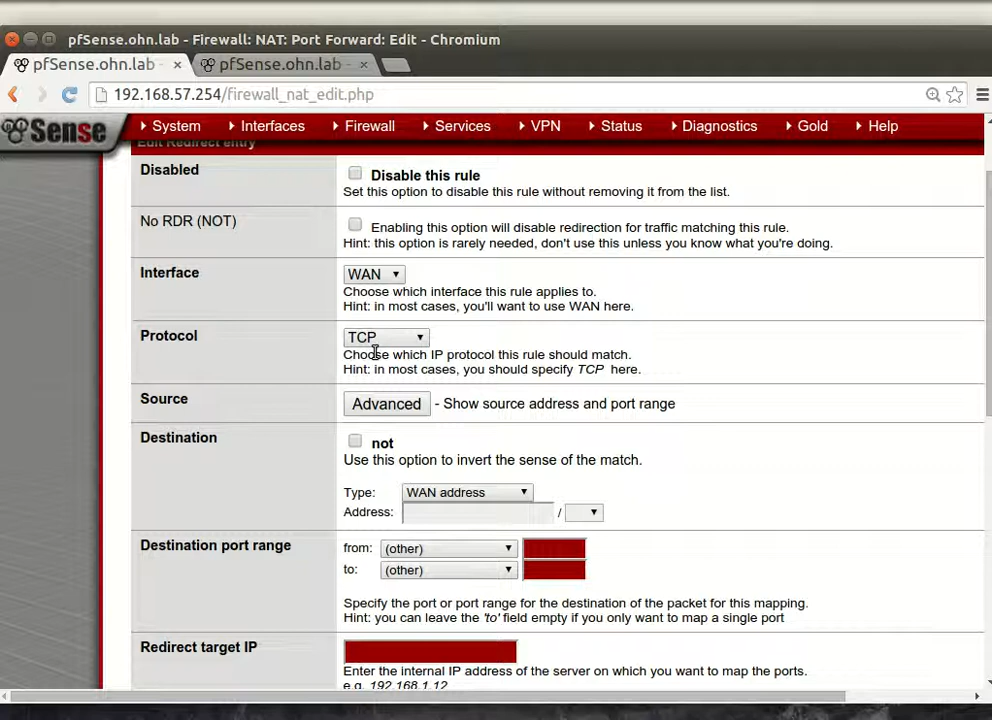 pfSense.ohn.lab - Firewall: NAT: Port Forward: Edit - Chromium
pfSense.ohn.lab - × pfSense.ohn.lab - ×
192.168.57.254/firewall_nat_edit.php
Sense System Interfaces Firewall Services VPN Status Diagnostics Gold Help
Edit Redirect entry
Disabled
Disable this rule
Set this option to disable this rule without removing it from the list.
No RDR (NOT)
Enabling this option will disable redirection for traffic matching this rule.
Hint: this option is rarely needed, don't use this unless you know what you're doing.
Interface
WAN
Choose which interface this rule applies to.
Hint: in most cases, you'll want to use WAN here.
Protocol
TCP
Choose which IP protocol this rule should match.
Hint: in most cases, you should specify TCP here.
Source
Advanced - Show source address and port range
Destination
not
Use this option to invert the sense of the match.
Type: WAN address
Address: /
Destination port range
from: (other)
to: (other)
Specify the port or port range for the destination of the packet for this mapping.
Hint: you can leave the 'to' field empty if you only want to map a single port
Redirect target IP
Enter the internal IP address of the server on which you want to map the ports.
e.g. 192.168.1.12